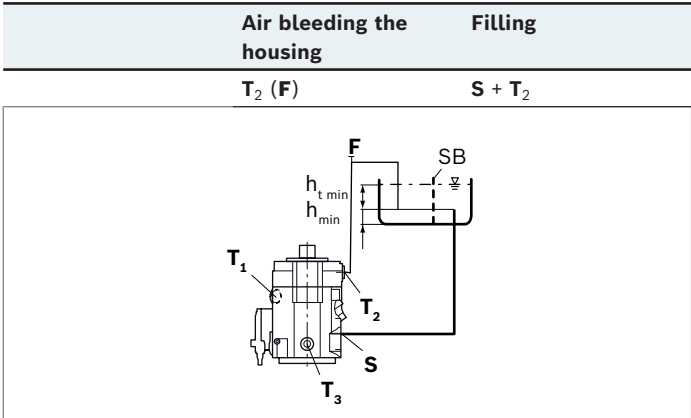 Air bleeding the Filling
housing
T₂ (F) S + T₂
F
SB
hₜ ₘᵢₙ
hₘᵢₙ
T₁
T₂
S
T₃